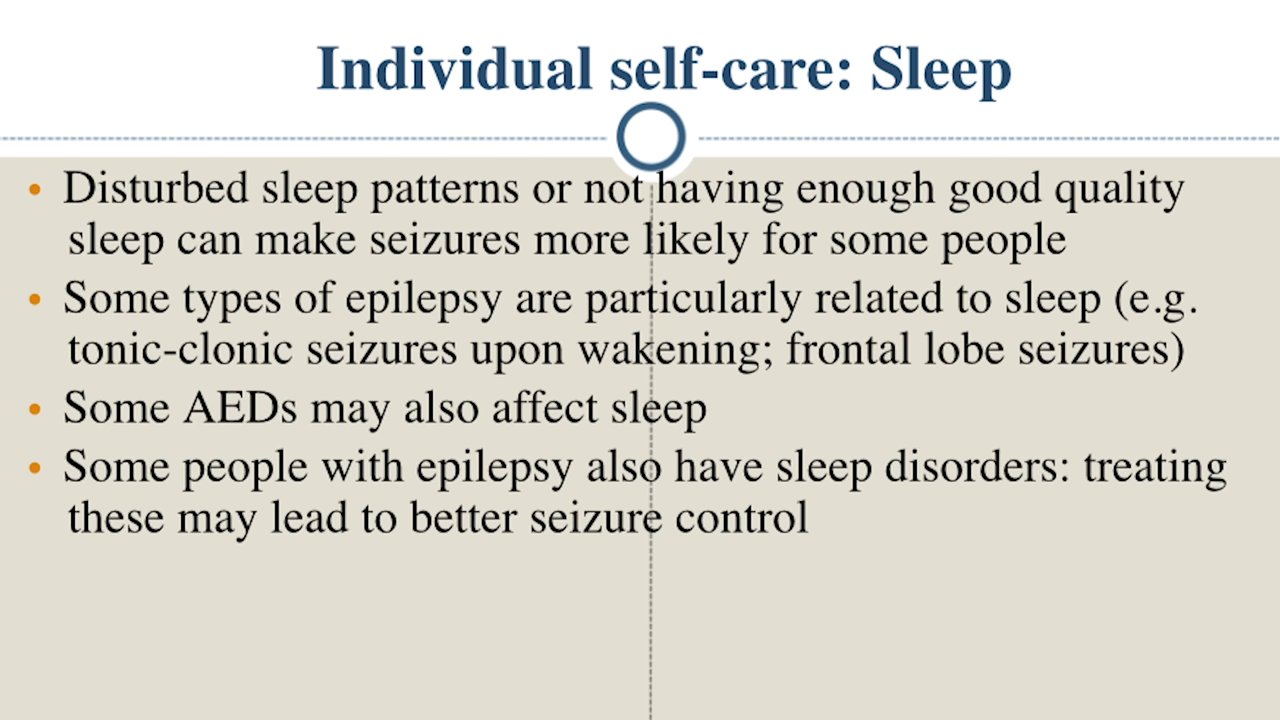 Individual self-care: Sleep
• Disturbed sleep patterns or not having enough good quality
sleep can make seizures more likely for some people
• Some types of epilepsy are particularly related to sleep (e.g.
tonic-clonic seizures upon wakening; frontal lobe seizures)
• Some AEDs may also affect sleep
• Some people with epilepsy also have sleep disorders: treating
these may lead to better seizure control